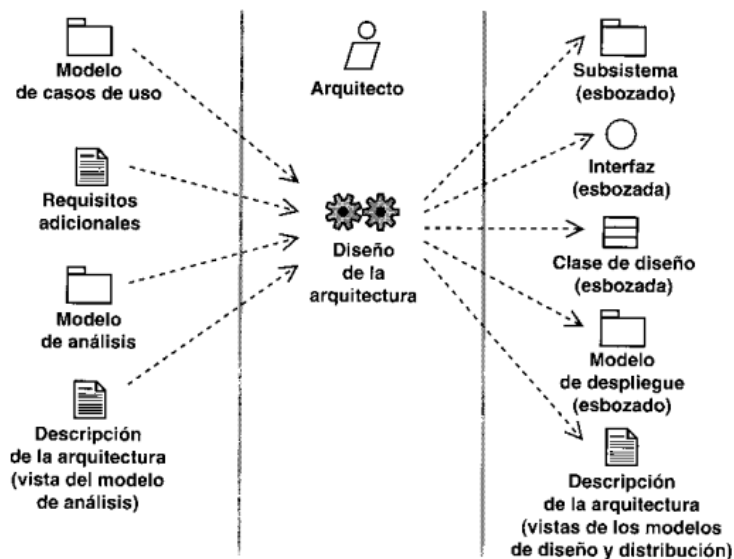 Modelo
de casos de uso
Requisitos
adicionales
Modelo
de análisis
Descripción
de la arquitectura
(vista del modelo
de análisis)
Arquitecto
Diseño
de la
arquitectura
Subsistema
(esbozado)
Interfaz
(esbozada)
Clase de diseño
(esbozada)
Modelo
de despliegue
(esbozado)
Descripción
de la arquitectura
(vistas de los modelos
de diseño y distribución)